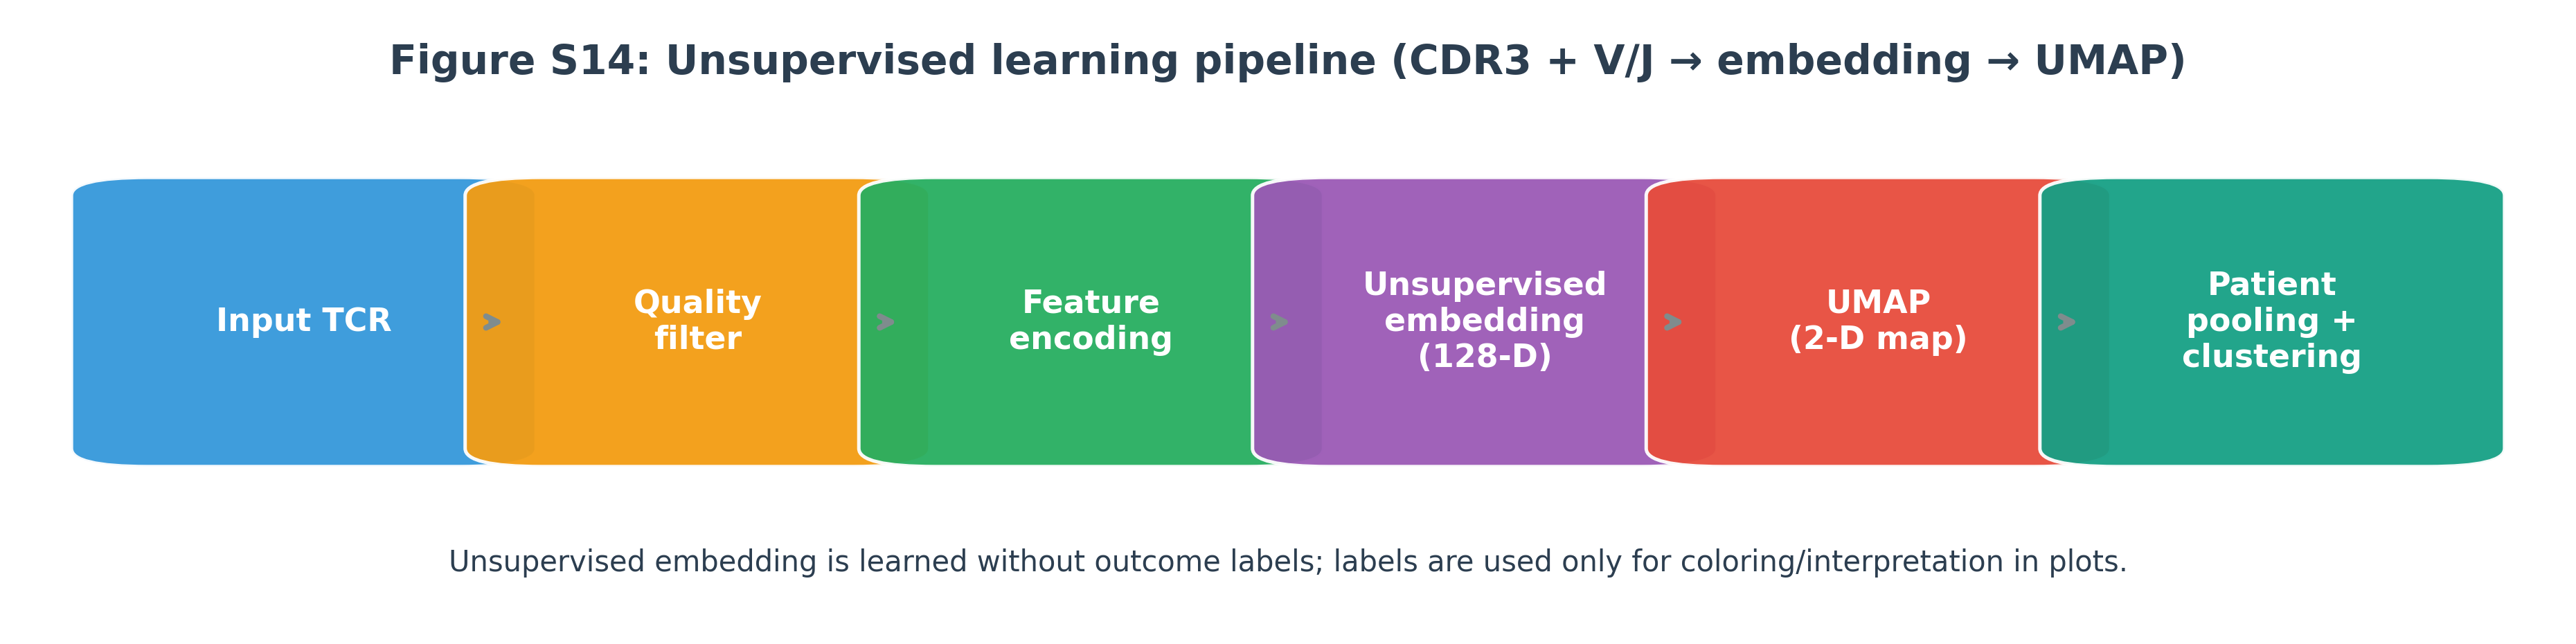 Figure S14: Unsupervised learning pipeline (CDR3 + V/J → embedding → UMAP)
Input TCR
Quality
filter
Feature
encoding
Unsupervised
embedding
(128-D)
UMAP
(2-D map)
Patient
pooling +
clustering
Unsupervised embedding is learned without outcome labels; labels are used only for coloring/interpretation in plots.